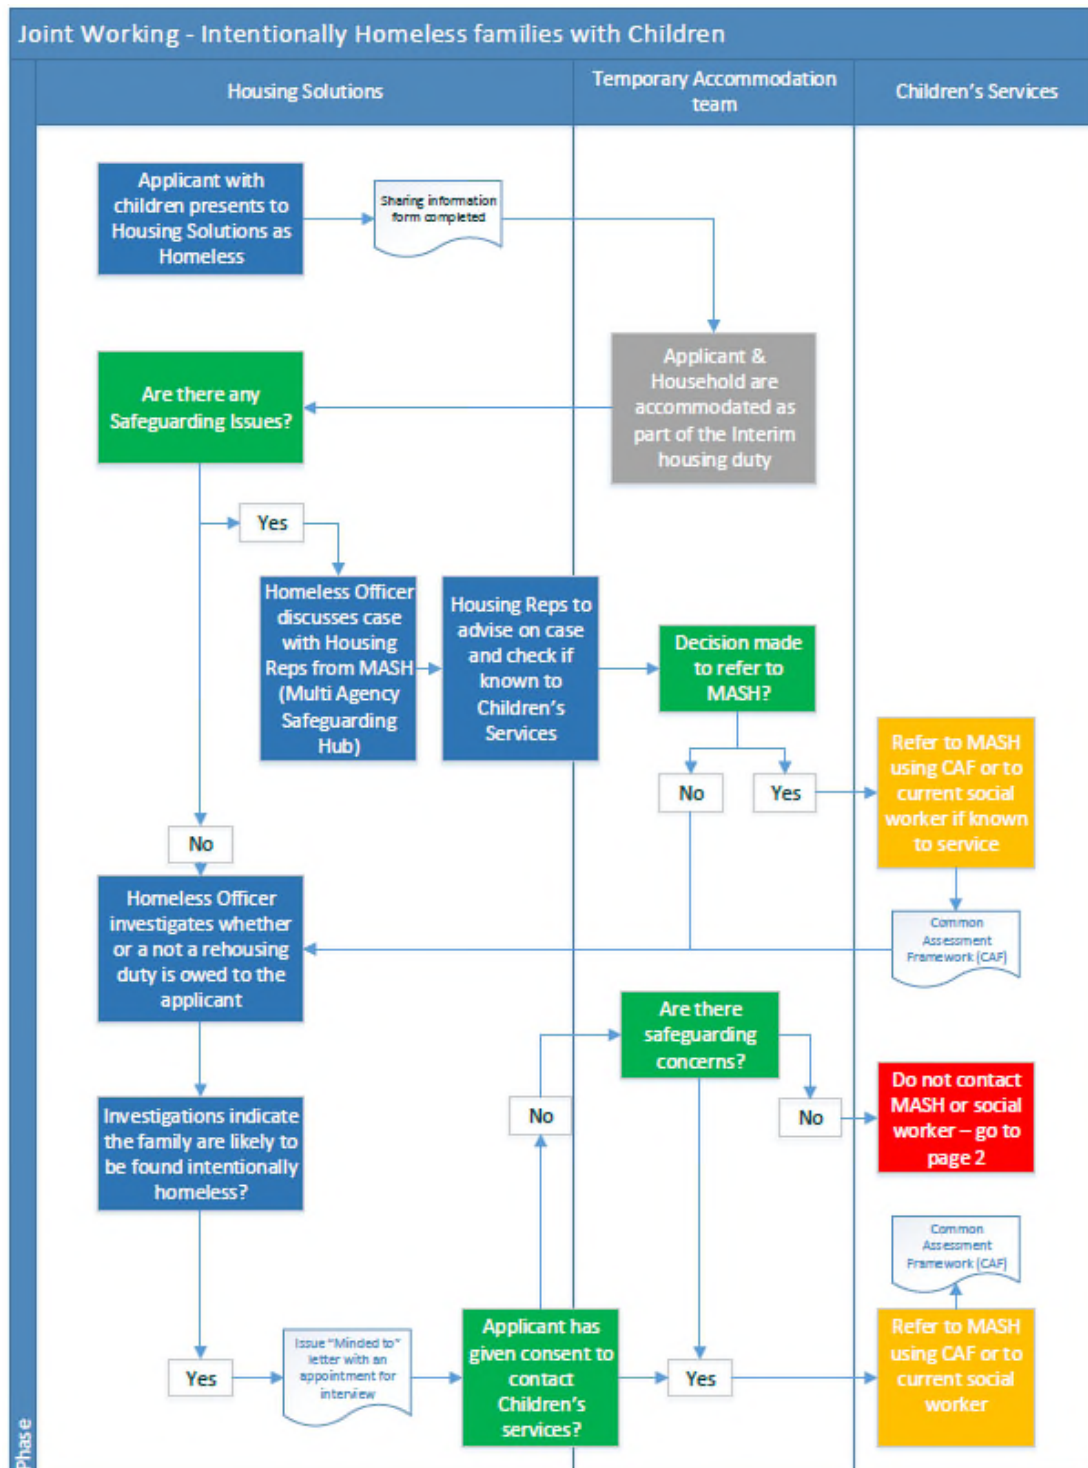 Joint Working - Intentionally Homeless families with Children
Housing Solutions
Temporary Accommodation
team
Children's Services
Applicant with
children presents to
Housing Solutions as
Homeless
Sharing information
form completed
Applicant &
Household are
accommodated as
part of the Interim
housing duty
Are there any
Safeguarding Issues?
Yes
Homeless Officer
discusses case
with Housing
Reps from MASH
(Multi Agency
Safeguarding
Hub)
Housing Reps to
advise on case
and check if
known to
Children's
Services
Decision made
to refer to
MASH?
No
Yes
Refer to MASH
using CAF or to
current social
worker if known
to service
Common
Assessment
Framework (CAF)
No
Homeless Officer
investigates whether
or a not a rehousing
duty is owed to the
applicant
Are there
safeguarding
concerns?
No
No
Do not contact
MASH or social
worker – go to
page 2
Investigations indicate
the family are likely to
be found intentionally
homeless?
Common
Assessment
Framework (CAF)
Yes
Issue "Minded to"
letter with an
appointment for
interview
Applicant has
given consent to
contact
Children's
services?
Yes
Refer to MASH
using CAF or to
current social
worker
Phase